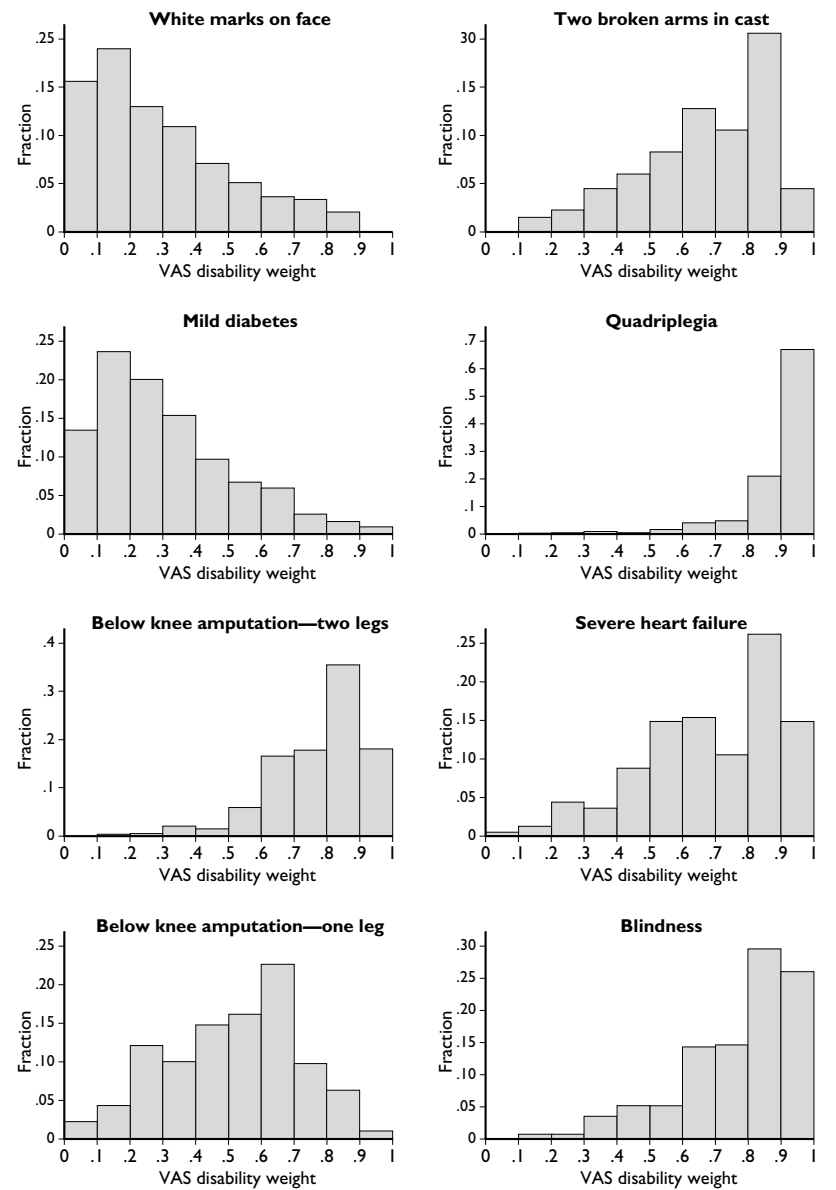 White marks on face
.25
.15
.10
.05
0
Fraction
0 .1 .2 .3 .4 .5 .6 .7 .8 .9 1
VAS disability weight
Two broken arms in cast
30
.15
.10
.05
0
Fraction
0 .1 .2 .3 .4 .5 .6 .7 .8 .9 1
VAS disability weight
Mild diabetes
.25
.20
.15
.10
.05
0
Fraction
0 .1 .2 .3 .4 .5 .6 .7 .8 .9 1
VAS disability weight
Quadriplegia
.7
.6
.5
.4
.3
.2
.1
0
Fraction
0 .1 .2 .3 .4 .5 .6 .7 .8 .9 1
VAS disability weight
Below knee amputation—two legs
.4
.3
.2
.1
0
Fraction
0 .1 .2 .3 .4 .5 .6 .7 .8 .9 1
VAS disability weight
Severe heart failure
.25
.20
.15
.10
.05
0
Fraction
0 .1 .2 .3 .4 .5 .6 .7 .8 .9 1
VAS disability weight
Below knee amputation—one leg
.25
.20
.15
.10
.05
0
Fraction
0 .1 .2 .3 .4 .5 .6 .7 .8 .9 1
VAS disability weight
Blindness
.30
.25
.20
.15
.10
.05
0
Fraction
0 .1 .2 .3 .4 .5 .6 .7 .8 .9 1
VAS disability weight